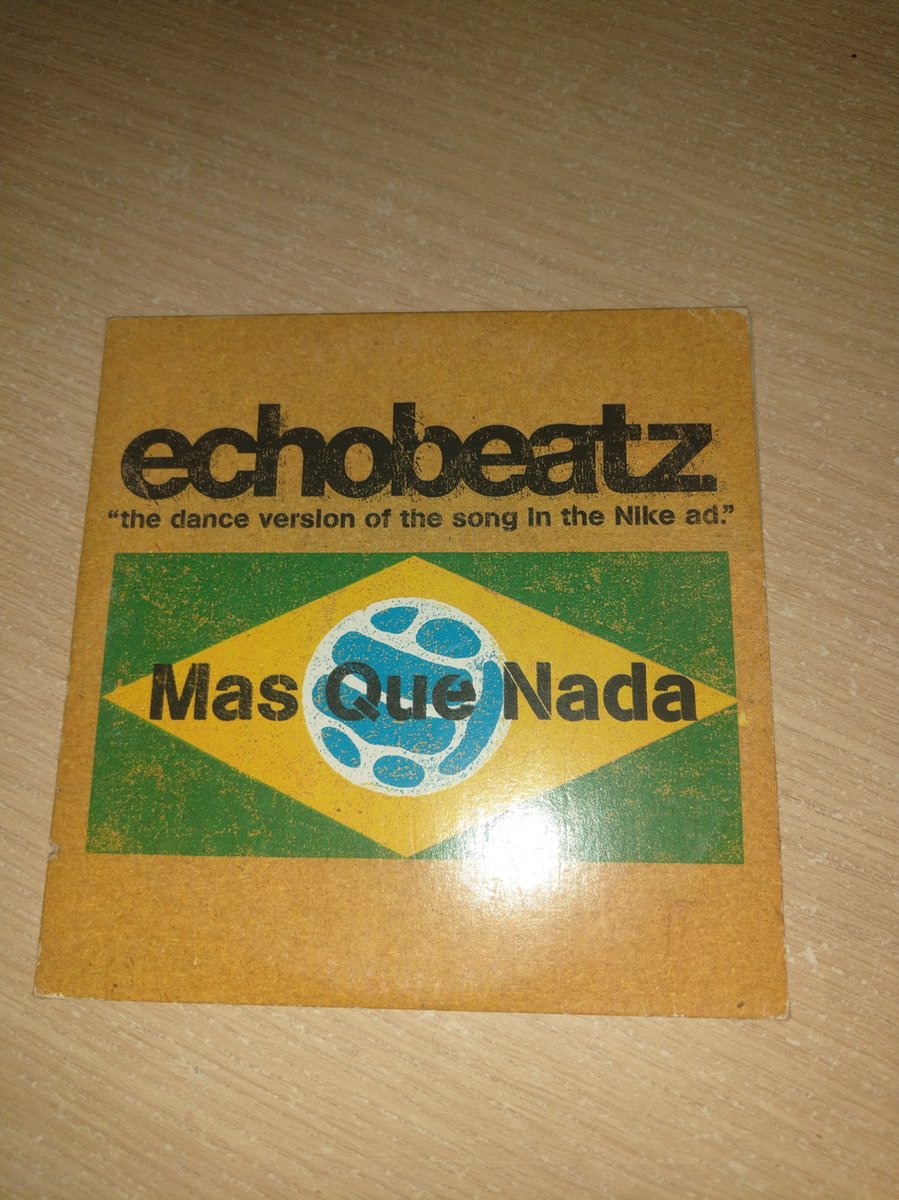 echobeatz
“the dance version of the song in the Nike ad.”
Mas Que Nada